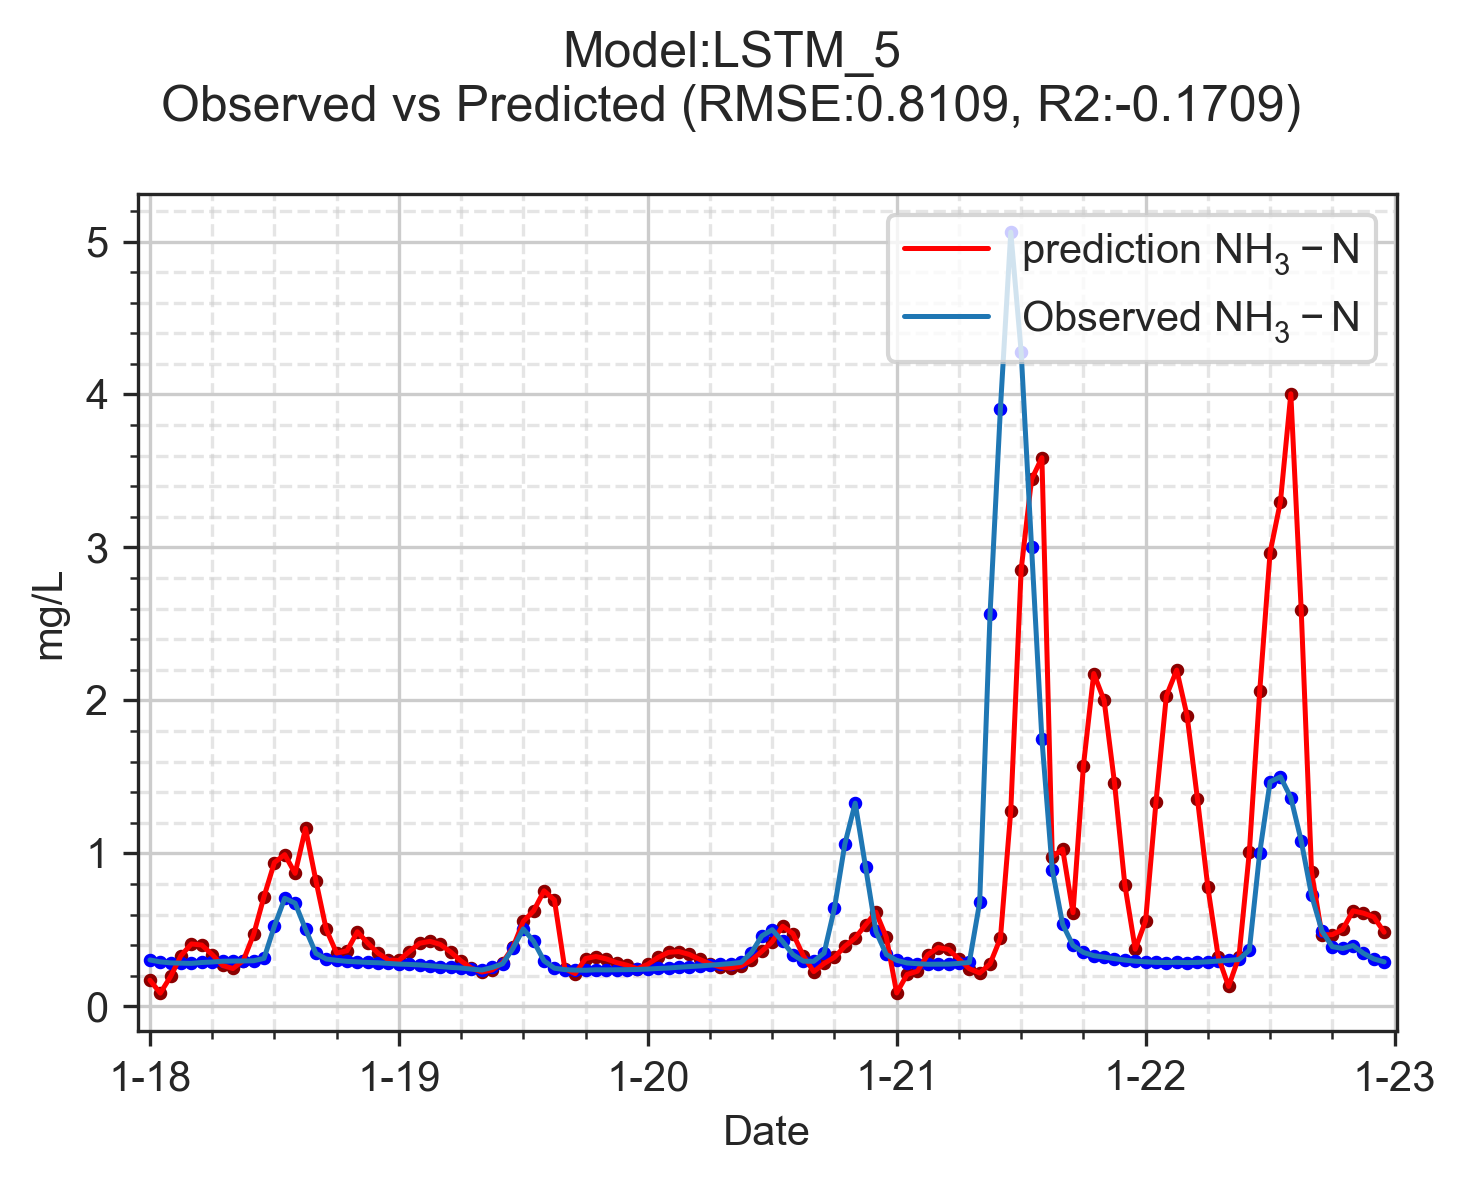 Model:LSTM_5
Observed vs Predicted (RMSE:0.8109, R2:-0.1709)
prediction NH₃ − N
Observed NH₃ − N
5
4
3
2
1
0
mg/L
1-18 1-19 1-20 1-21 1-22 1-23
Date